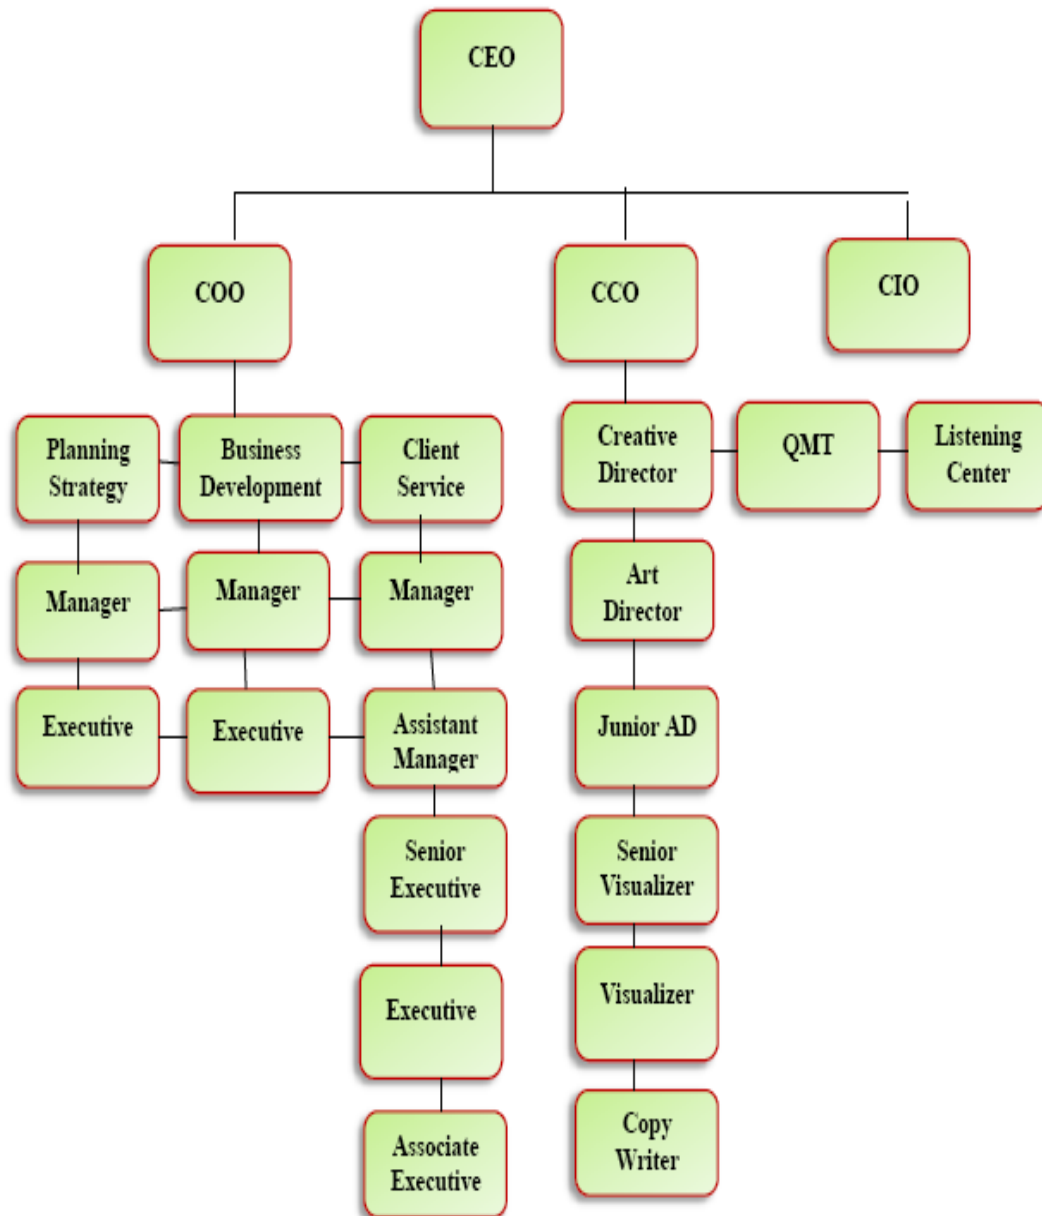 CEO
COO
CCO
CIO
Planning
Strategy
Business
Development
Client
Service
Creative
Director
QMT
Listening
Center
Manager
Manager
Manager
Art
Director
Executive
Executive
Assistant
Manager
Junior AD
Senior
Executive
Senior
Visualizer
Executive
Visualizer
Associate
Executive
Copy
Writer